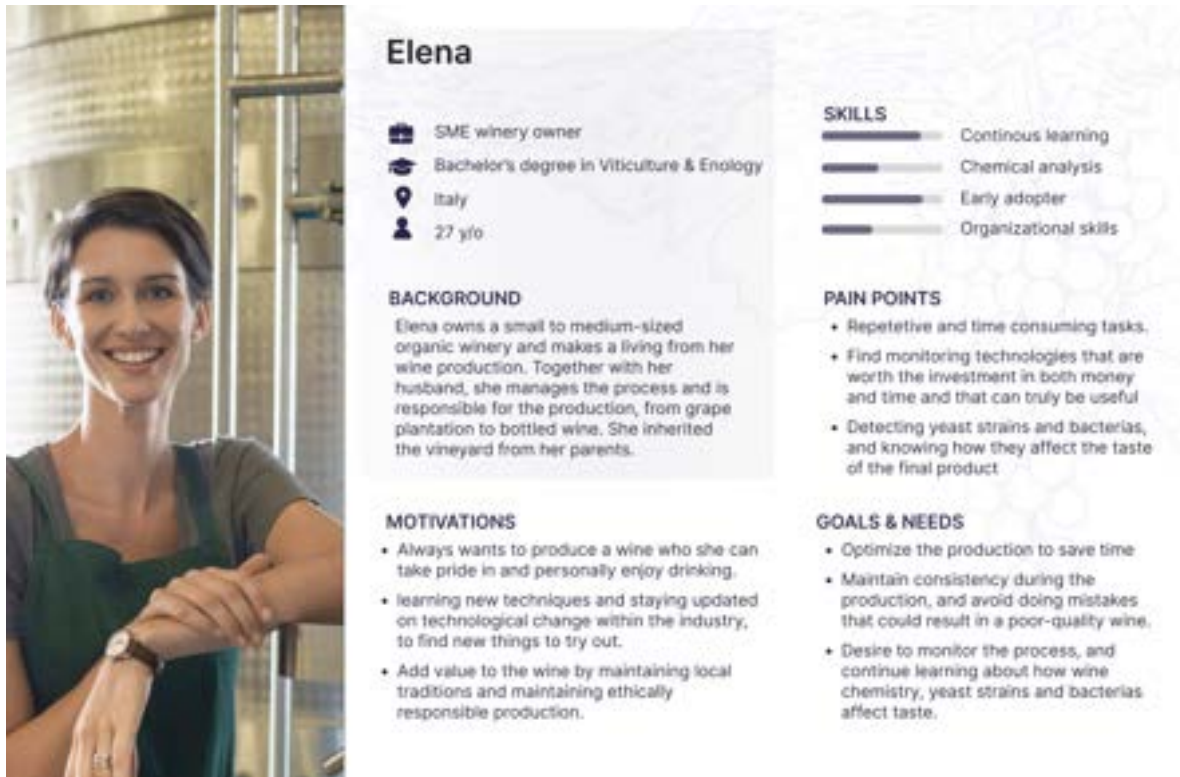 Elena
SME winery owner
Bachelor's degree in Viticulture & Enology
Italy
27 y/o
BACKGROUND
Elena owns a small to medium-sized
organic winery and makes a living from her
wine production. Together with her
husband, she manages the process and is
responsible for the production, from grape
plantation to bottled wine. She inherited
the vineyard from her parents.
MOTIVATIONS
• Always wants to produce a wine who she can
take pride in and personally enjoy drinking.
• learning new techniques and staying updated
on technological change within the industry,
to find new things to try out.
• Add value to the wine by maintaining local
traditions and maintaining ethically
responsible production.
SKILLS
Continous learning
Chemical analysis
Early adopter
Organizational skills
PAIN POINTS
• Repetetive and time consuming tasks.
• Find monitoring technologies that are
worth the investment in both money
and time and that can truly be useful
• Detecting yeast strains and bacterias,
and knowing how they affect the taste
of the final product
GOALS & NEEDS
• Optimize the production to save time
• Maintain consistency during the
production, and avoid doing mistakes
that could result in a poor-quality wine.
• Desire to monitor the process, and
continue learning about how wine
chemistry, yeast strains and bacterias
affect taste.